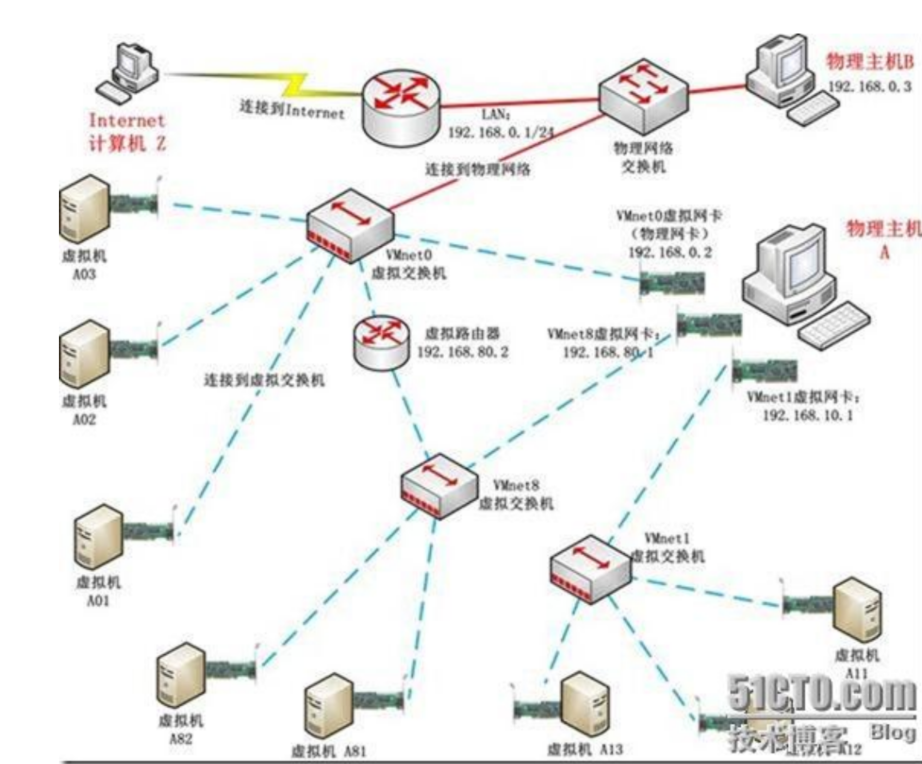 Internet
计算机 Z
连接到Internet
LAN:
192.168.0.1/24
物理网络
交换机
物理主机B
192.168.0.3
连接到物理网络
虚拟机
A03
VMnet0
虚拟交换机
VMnet0虚拟网卡
（物理网卡）
192.168.0.2
物理主机
A
虚拟机
A02
虚拟路由器
192.168.80.2
VMnet8虚拟网卡:
192.168.80.1
连接到虚拟交换机
VMnet1虚拟网卡:
192.168.10.1
VMnet8
虚拟交换机
虚拟机
A01
VMnet1
虚拟交换机
虚拟机
A11
虚拟机
A82
虚拟机 A81
虚拟机 A13
虚拟机 A12
51CTO.com
技术博客 Blog